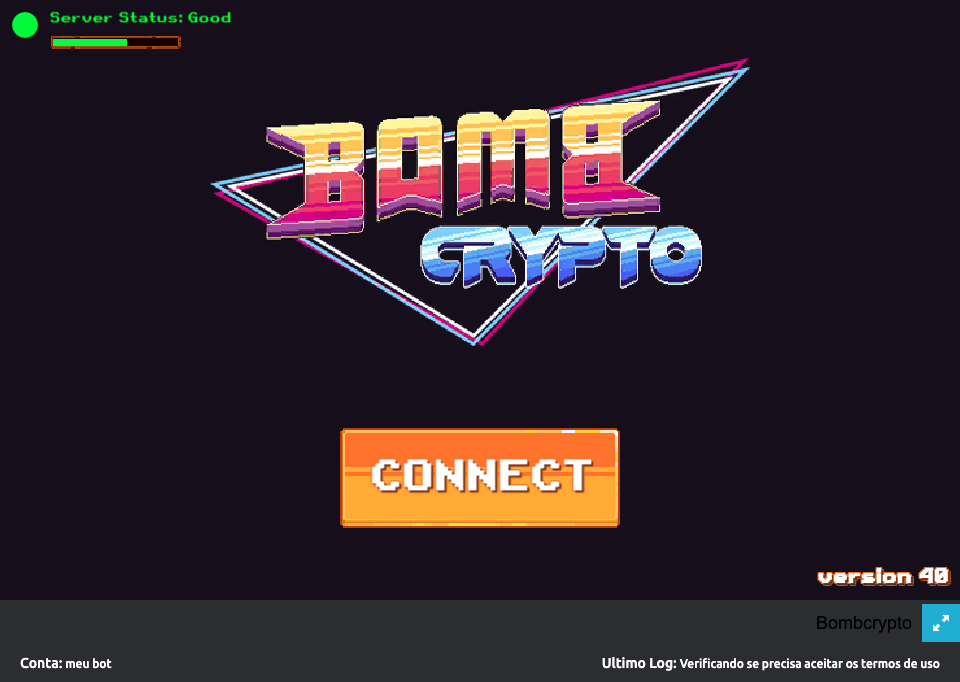 Server Status: Good
BOMB
CRYPTO
CONNECT
version 40
Bombcrypto
Conta: meu bot
Ultimo Log: Verificando se precisa aceitar os termos de uso